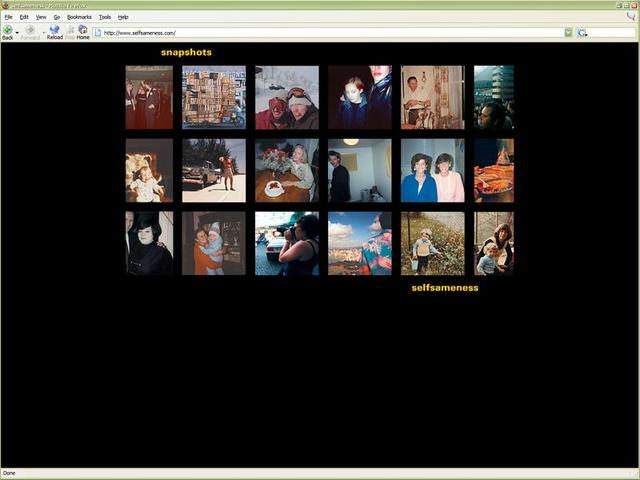 selfsameness - Mozilla Firefox
File Edit View Go Bookmarks Tools Help
Back Forward Reload Stop Home http://www.selfsameness.com/
snapshots
selfsameness
Done